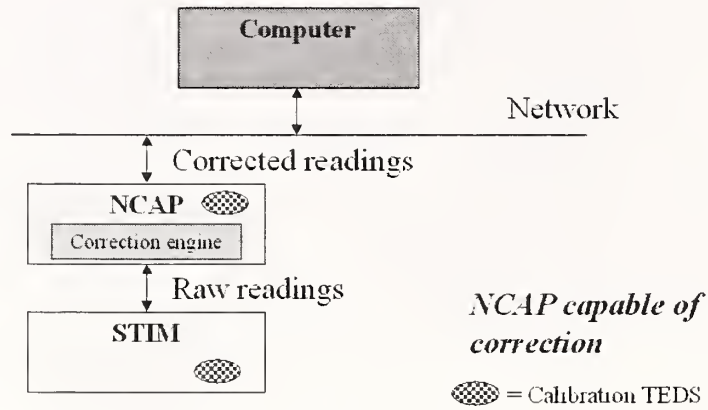 Computer
Network
Corrected readings
NCAP
Correction engine
Raw readings
STIM
NCAP capable of
correction
= Calibration TEDS